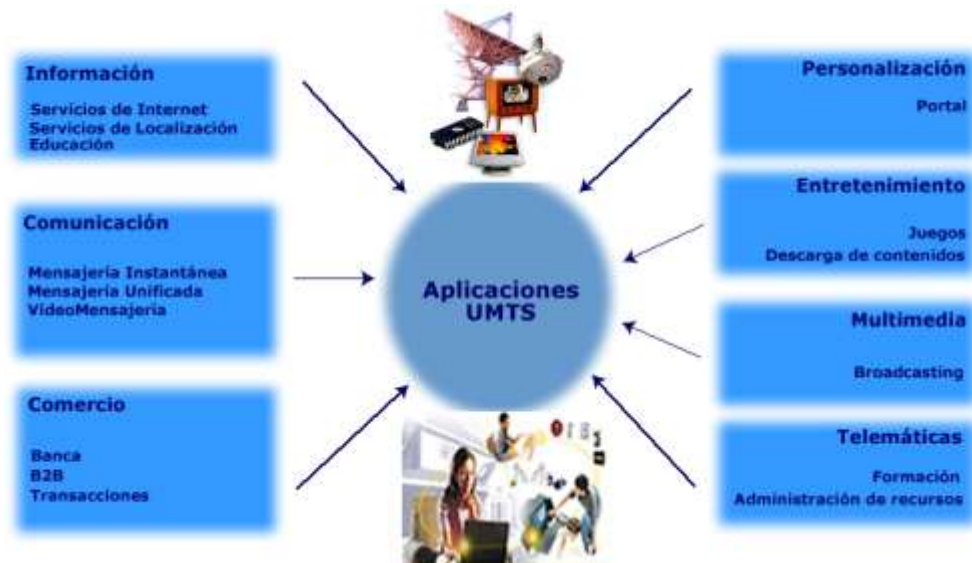 Información
Servicios de Internet
Servicios de Localización
Educación
Comunicación
Mensajería Instantánea
Mensajería Unificada
VídeoMensajería
Comercio
Banca
B2B
Transacciones
Aplicaciones
UMTS
Personalización
Portal
Entretenimiento
Juegos
Descarga de contenidos
Multimedia
Broadcasting
Telemáticas
Formación
Administración de recursos